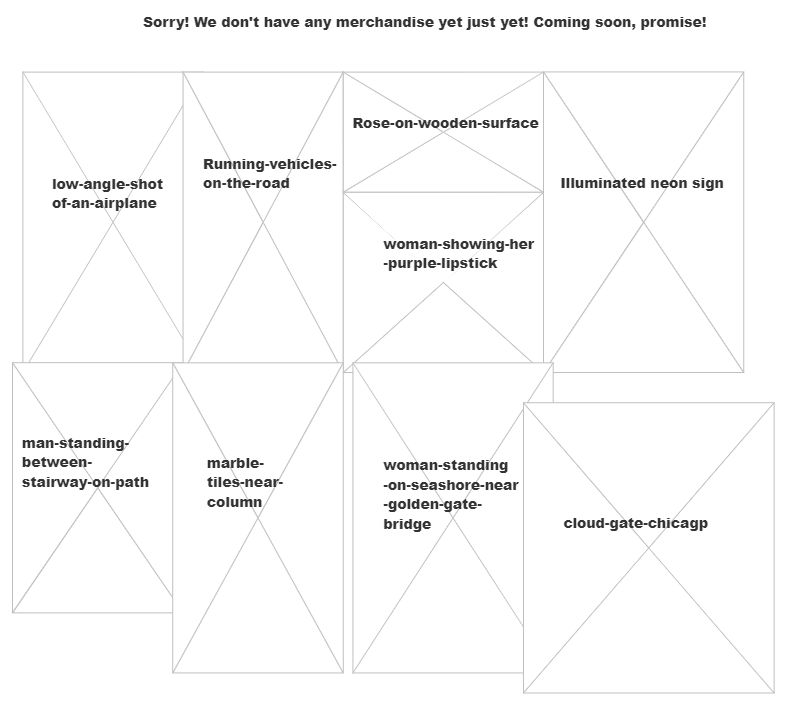 Sorry! We don't have any merchandise yet just yet! Coming soon, promise!
low-angle-shot
of-an-airplane
Running-vehicles-
on-the-road
Rose-on-wooden-surface
woman-showing-her
-purple-lipstick
Illuminated neon sign
man-standing-
between-
stairway-on-path
marble-
tiles-near-
column
woman-standing
-on-seashore-near
-golden-gate-
bridge
cloud-gate-chicagp